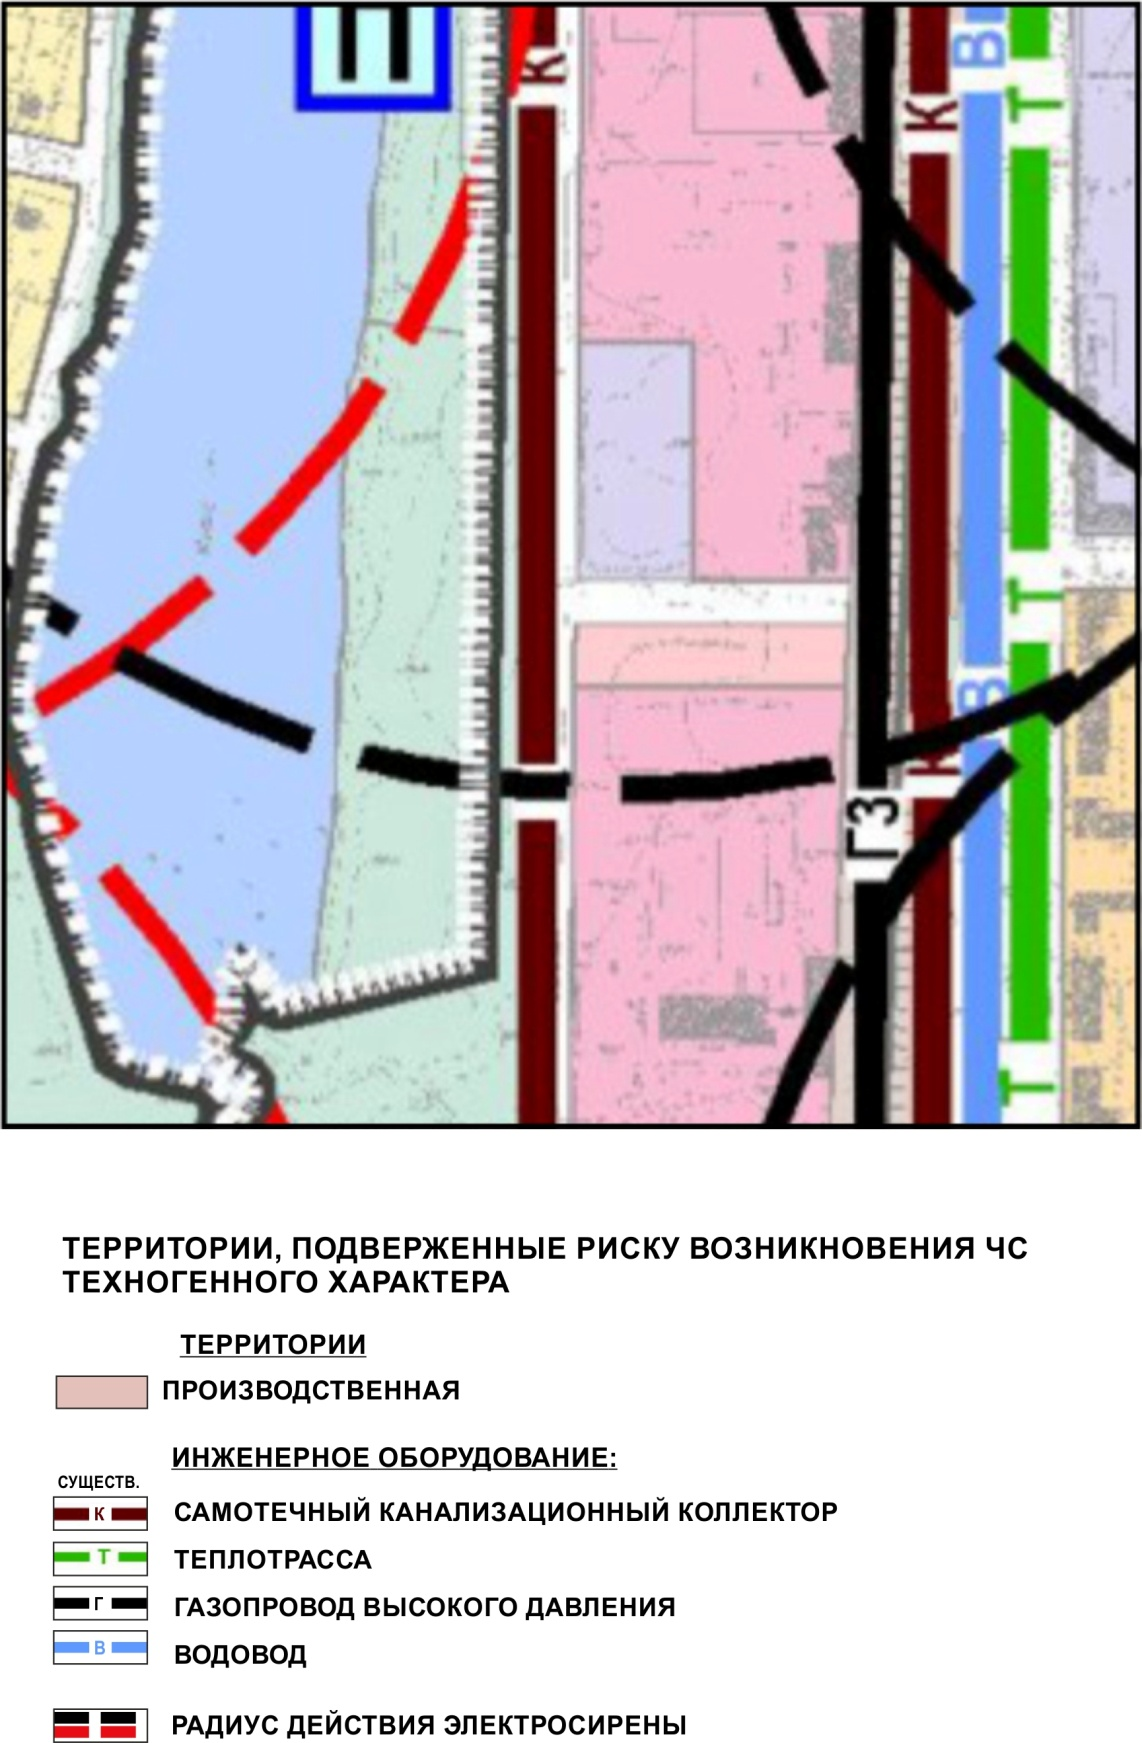 К
К
В
Т
Т
В
К
ГЗ
Т
ТЕРРИТОРИИ, ПОДВЕРЖЕННЫЕ РИСКУ ВОЗНИКНОВЕНИЯ ЧС
ТЕХНОГЕННОГО ХАРАКТЕРА
ТЕРРИТОРИИ
ПРОИЗВОДСТВЕННАЯ
ИНЖЕНЕРНОЕ ОБОРУДОВАНИЕ:
СУЩЕСТВ.
К САМОТЕЧНЫЙ КАНАЛИЗАЦИОННЫЙ КОЛЛЕКТОР
Т ТЕПЛОТРАССА
Г ГАЗОПРОВОД ВЫСОКОГО ДАВЛЕНИЯ
В ВОДОВОД
РАДИУС ДЕЙСТВИЯ ЭЛЕКТРОСИРЕНЫ